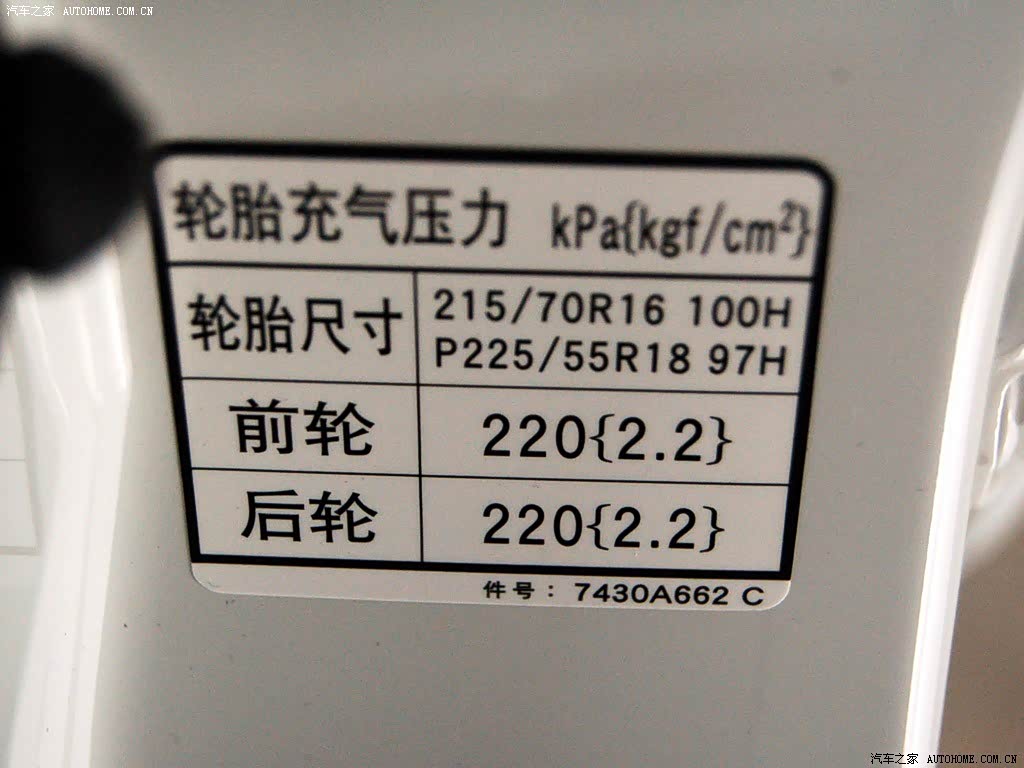 汽车之家 AUTOHOME.COM.CN
轮胎充气压力 kPa{kgf/cm²}
轮胎尺寸 215/70R16 100H
P225/55R18 97H
前轮 220{2.2}
后轮 220{2.2}
件号：7430A662 C
汽车之家 AUTOHOME.COM.CN